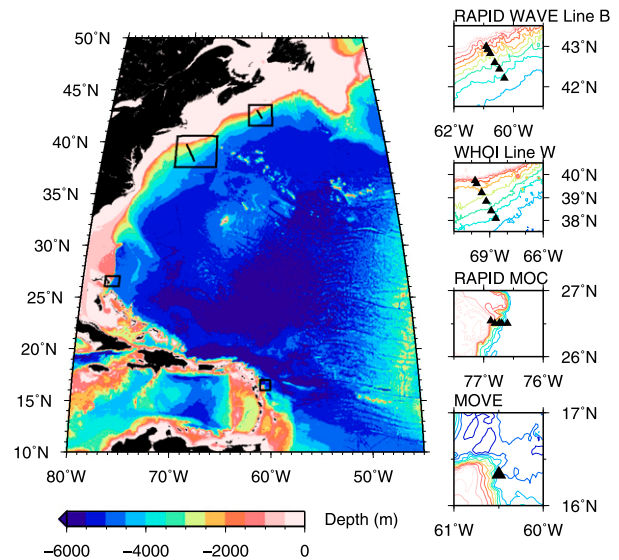 50°N
45°N
40°N
35°N
30°N
25°N
20°N
15°N
10°N
80°W 70°W 60°W 50°W
Depth (m)
−6000 −4000 −2000 0
RAPID WAVE Line B
43°N
42°N
62°W 60°W
WHOI Line W
40°N
39°N
38°N
69°W 66°W
RAPID MOC
27°N
26°N
77°W 76°W
MOVE
17°N
16°N
61°W 60°W